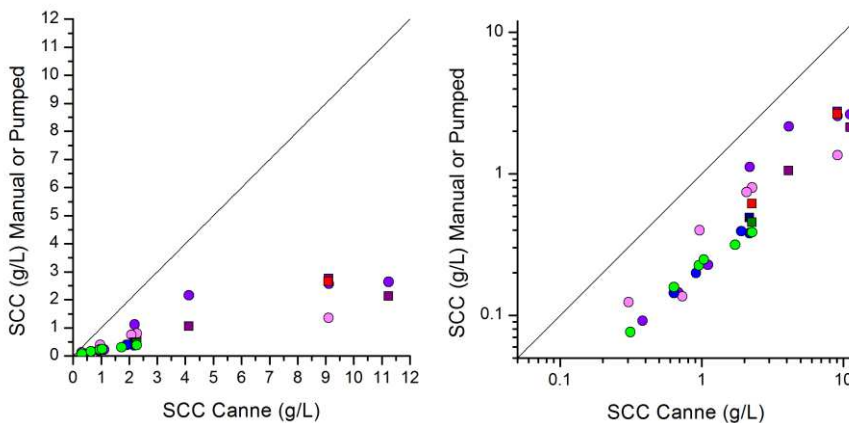 12
11
10
9
8
7
6
5
4
3
2
1
0
SCC (g/L) Manual or Pumped
0 1 2 3 4 5 6 7 8 9 10 11 12
SCC Canne (g/L)
10
1
0.1
SCC (g/L) Manual or Pumped
0.1 1 10
SCC Canne (g/L)